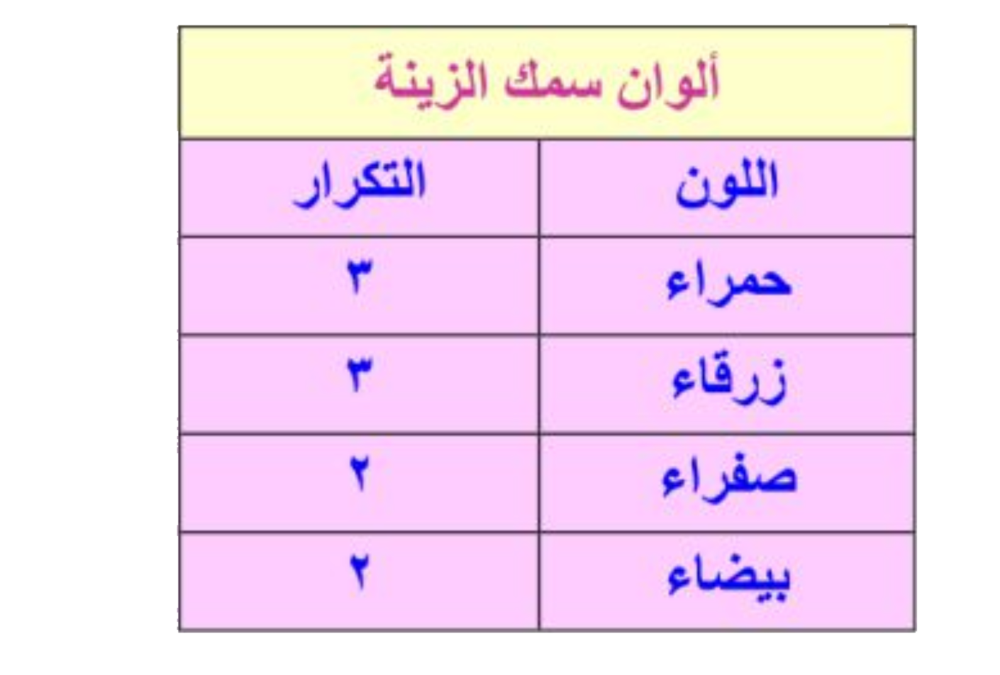 ألوان سمك الزينة
اللون التكرار
حمراء ٣
زرقاء ٣
صفراء ٢
بيضاء ٢